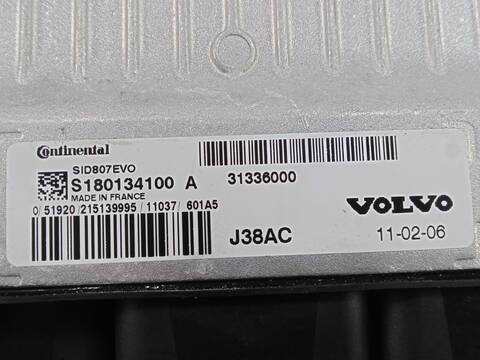 Continental
SID807EVO
S180134100 A
MADE IN FRANCE
0/51920/215139995/11037/601A5
31336000
VOLVO
J38AC
11-02-06